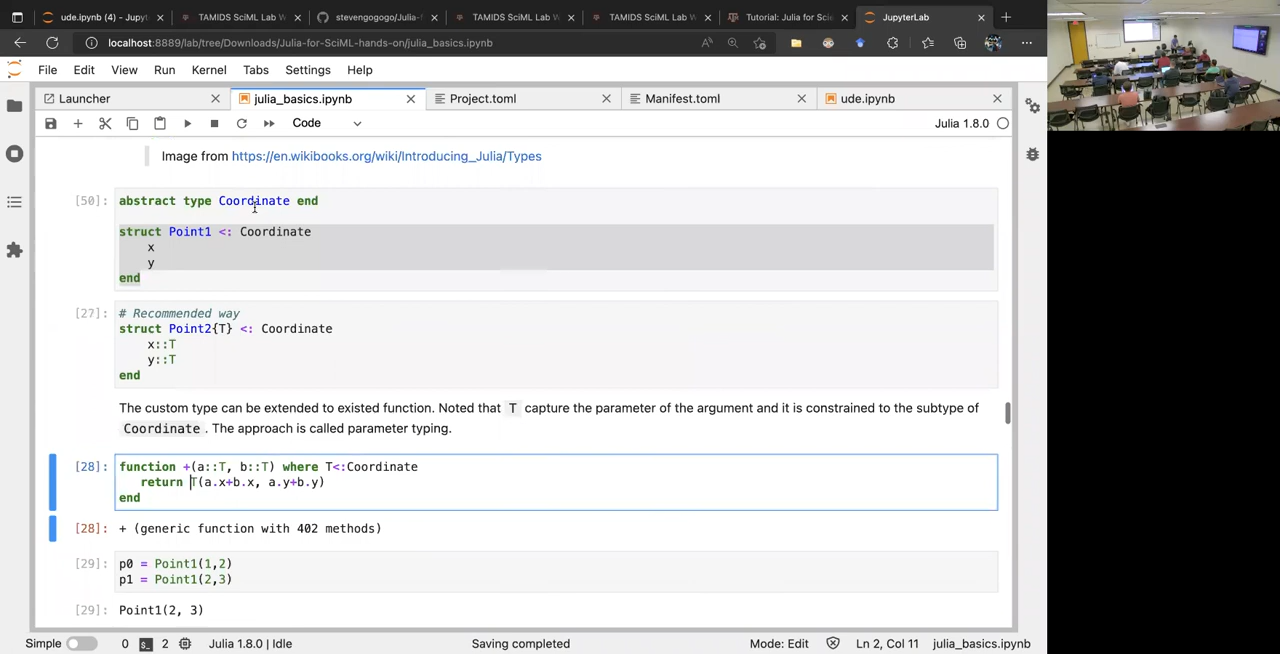 ude.ipynb (4) - Jupyt
TAMIDS SciML Lab W
stevengogogo/Julia-
TAMIDS SciML Lab W
TAMIDS SciML Lab W
Tutorial: Julia for Scie
JupyterLab
localhost:8889/lab/tree/Downloads/Julia-for-SciML-hands-on/julia_basics.ipynb
File Edit View Run Kernel Tabs Settings Help
Launcher
julia_basics.ipynb
Project.toml
Manifest.toml
ude.ipynb
Code
Julia 1.8.0
Image from https://en.wikibooks.org/wiki/Introducing_Julia/Types
[50]: abstract type Coordinate end
struct Point1 <: Coordinate
x
y
end
[27]: # Recommended way
struct Point2{T} <: Coordinate
x::T
y::T
end
The custom type can be extended to existed function. Noted that T capture the parameter of the argument and it is constrained to the subtype of
Coordinate . The approach is called parameter typing.
[28]: function +(a::T, b::T) where T<:Coordinate
return T(a.x+b.x, a.y+b.y)
end
[28]: + (generic function with 402 methods)
[29]: p0 = Point1(1,2)
p1 = Point1(2,3)
[29]: Point1(2, 3)
Simple 0 2 Julia 1.8.0 | Idle Saving completed Mode: Edit Ln 2, Col 11 julia_basics.ipynb